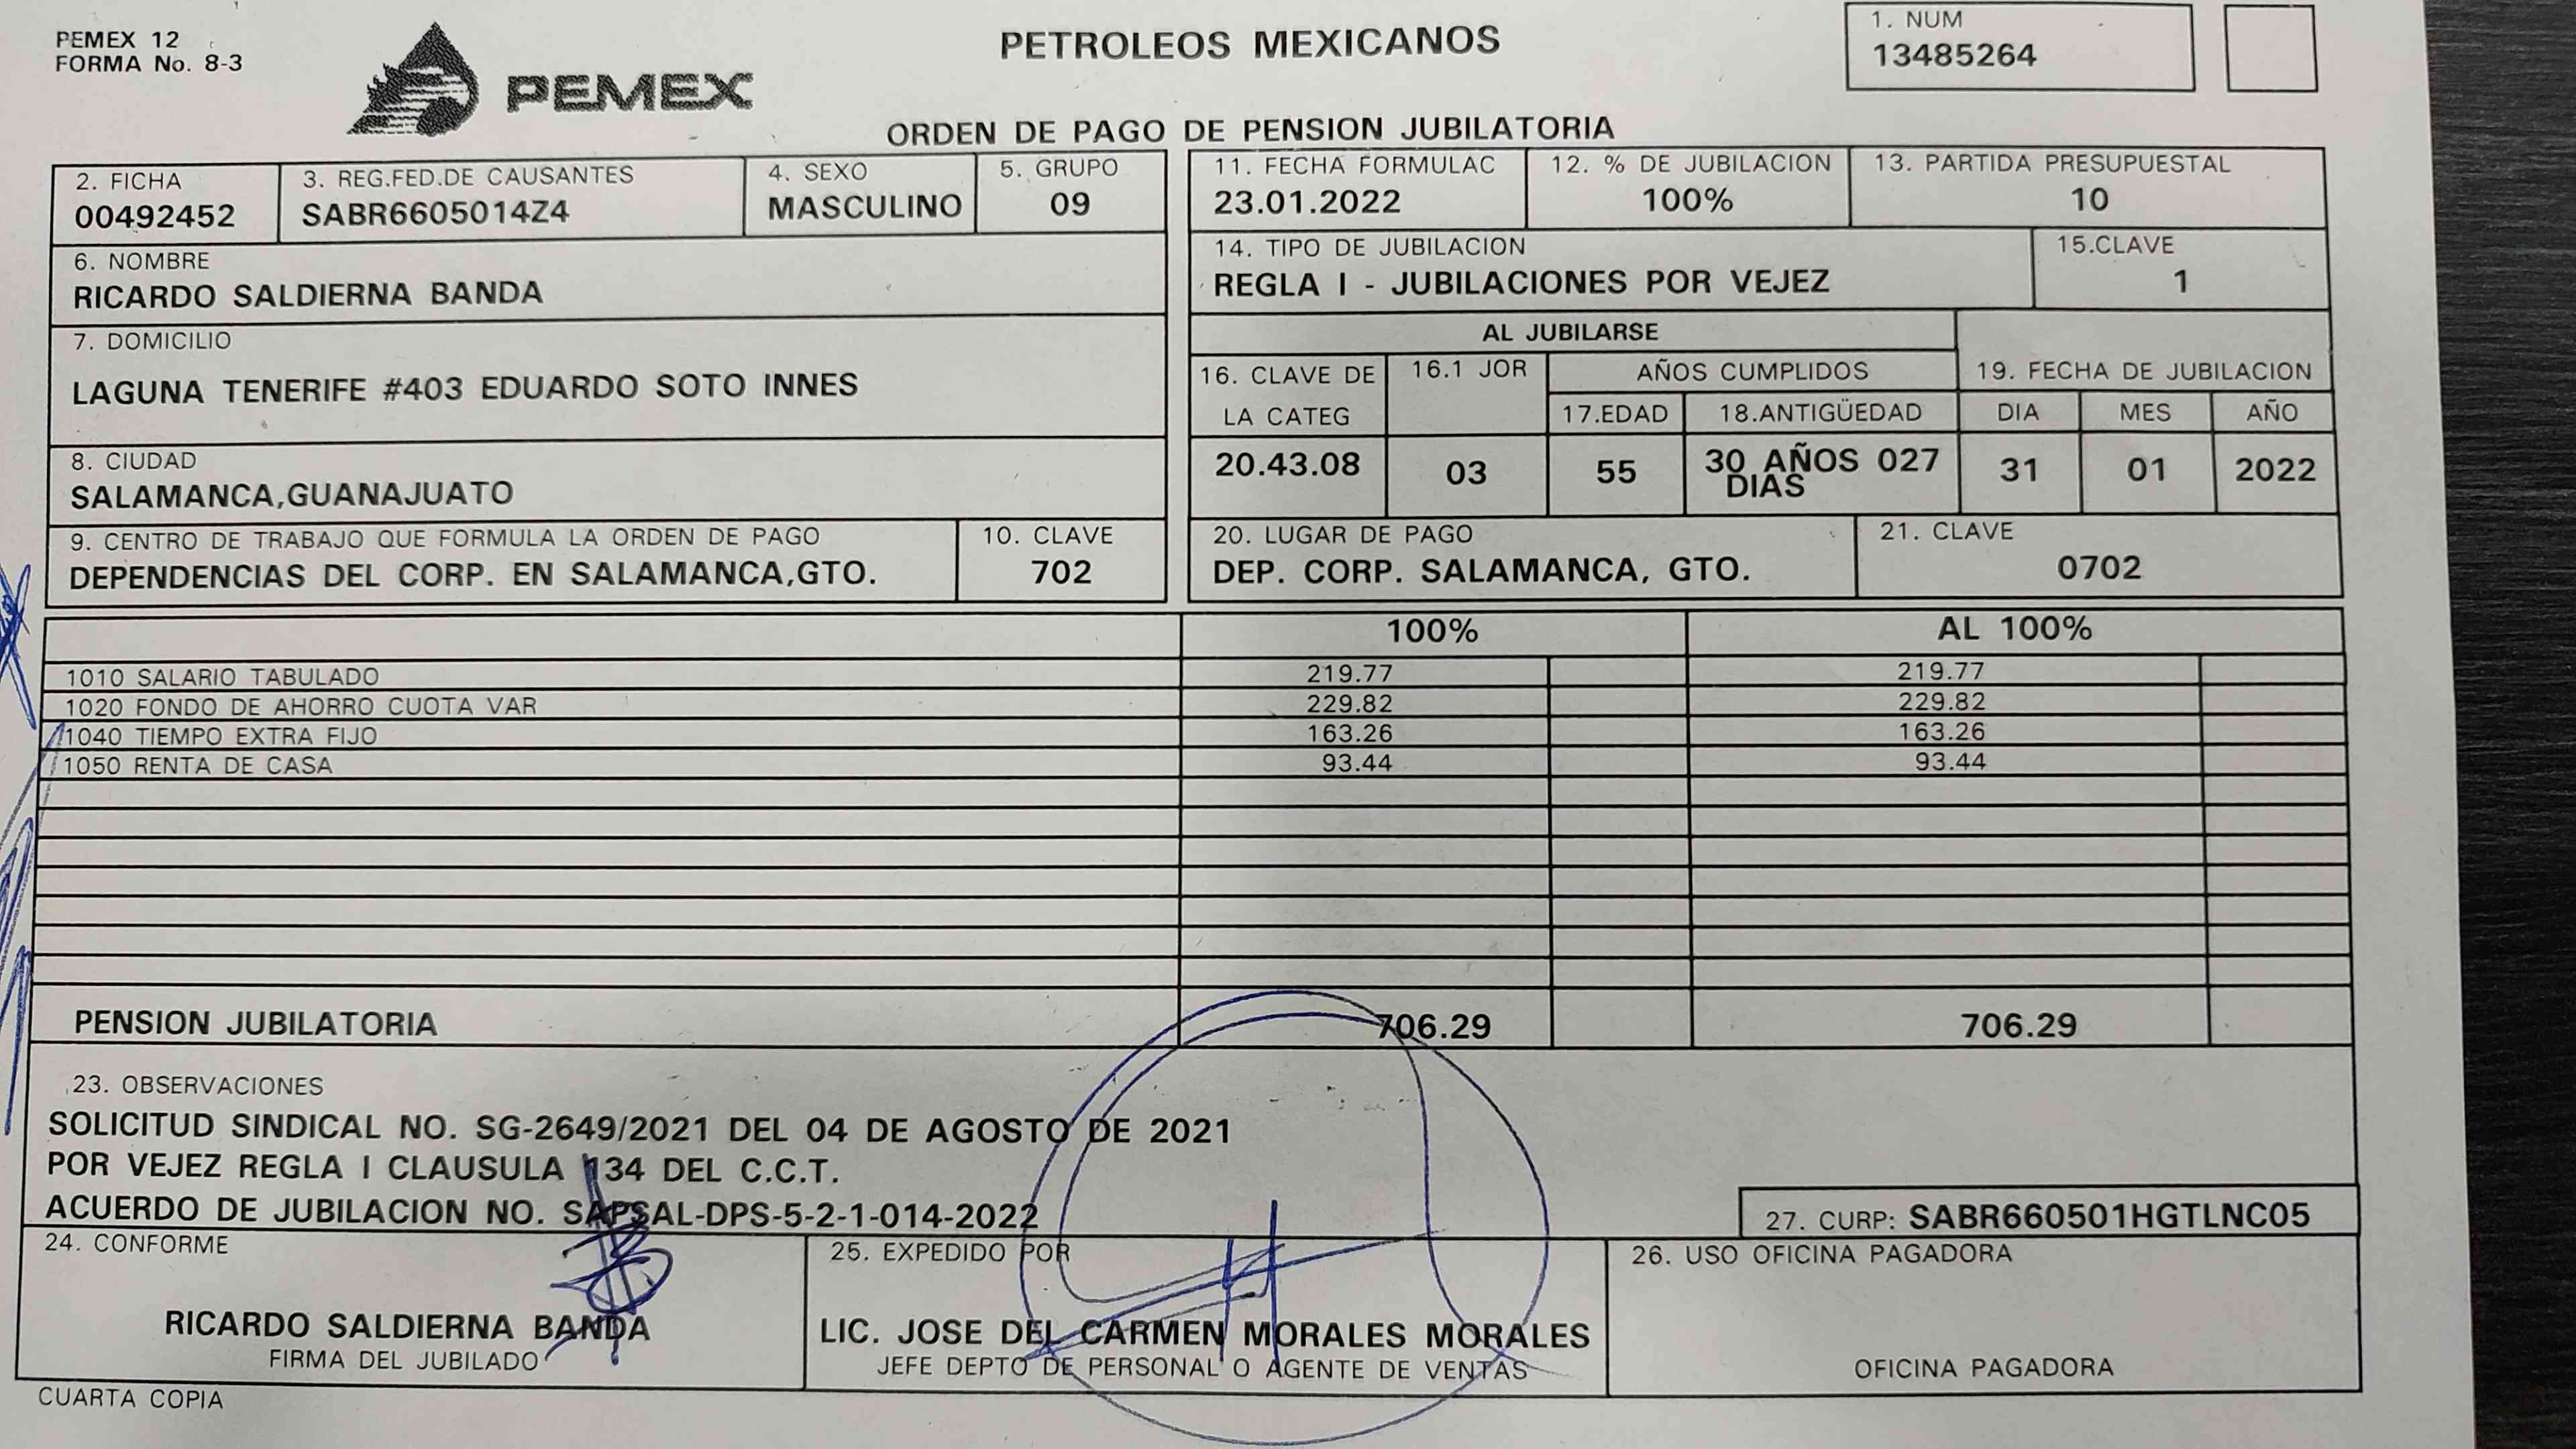 PEMEX 12
FORMA No. 8-3
PEMEX
PETROLEOS MEXICANOS
1. NUM
13485264
ORDEN DE PAGO DE PENSION JUBILATORIA
2. FICHA
00492452
3. REG.FED.DE CAUSANTES
SABR6605014Z4
4. SEXO
MASCULINO
5. GRUPO
09
6. NOMBRE
RICARDO SALDIERNA BANDA
7. DOMICILIO
LAGUNA TENERIFE #403 EDUARDO SOTO INNES
8. CIUDAD
SALAMANCA,GUANAJUATO
9. CENTRO DE TRABAJO QUE FORMULA LA ORDEN DE PAGO
DEPENDENCIAS DEL CORP. EN SALAMANCA,GTO.
10. CLAVE
702
11. FECHA FORMULAC
23.01.2022
12. % DE JUBILACION
100%
13. PARTIDA PRESUPUESTAL
10
14. TIPO DE JUBILACION
REGLA I - JUBILACIONES POR VEJEZ
15.CLAVE
1
AL JUBILARSE
16. CLAVE DE
LA CATEG
16.1 JOR
AÑOS CUMPLIDOS
17.EDAD
18.ANTIGÜEDAD
19. FECHA DE JUBILACION
DIA
MES
AÑO
20.43.08
03
55
30 AÑOS 027
DIAS
31
01
2022
20. LUGAR DE PAGO
DEP. CORP. SALAMANCA, GTO.
21. CLAVE
0702
100% AL 100%
1010 SALARIO TABULADO 219.77 219.77
1020 FONDO DE AHORRO CUOTA VAR 229.82 229.82
1040 TIEMPO EXTRA FIJO 163.26 163.26
1050 RENTA DE CASA 93.44 93.44
PENSION JUBILATORIA 706.29 706.29
23. OBSERVACIONES
SOLICITUD SINDICAL NO. SG-2649/2021 DEL 04 DE AGOSTO DE 2021
POR VEJEZ REGLA I CLAUSULA 134 DEL C.C.T.
ACUERDO DE JUBILACION NO. SAPSAL-DPS-5-2-1-014-2022
27. CURP: SABR660501HGTLNC05
24. CONFORME
RICARDO SALDIERNA BANDA
FIRMA DEL JUBILADO
25. EXPEDIDO POR
LIC. JOSE DEL CARMEN MORALES MORALES
JEFE DEPTO DE PERSONAL O AGENTE DE VENTAS
26. USO OFICINA PAGADORA
OFICINA PAGADORA
CUARTA COPIA